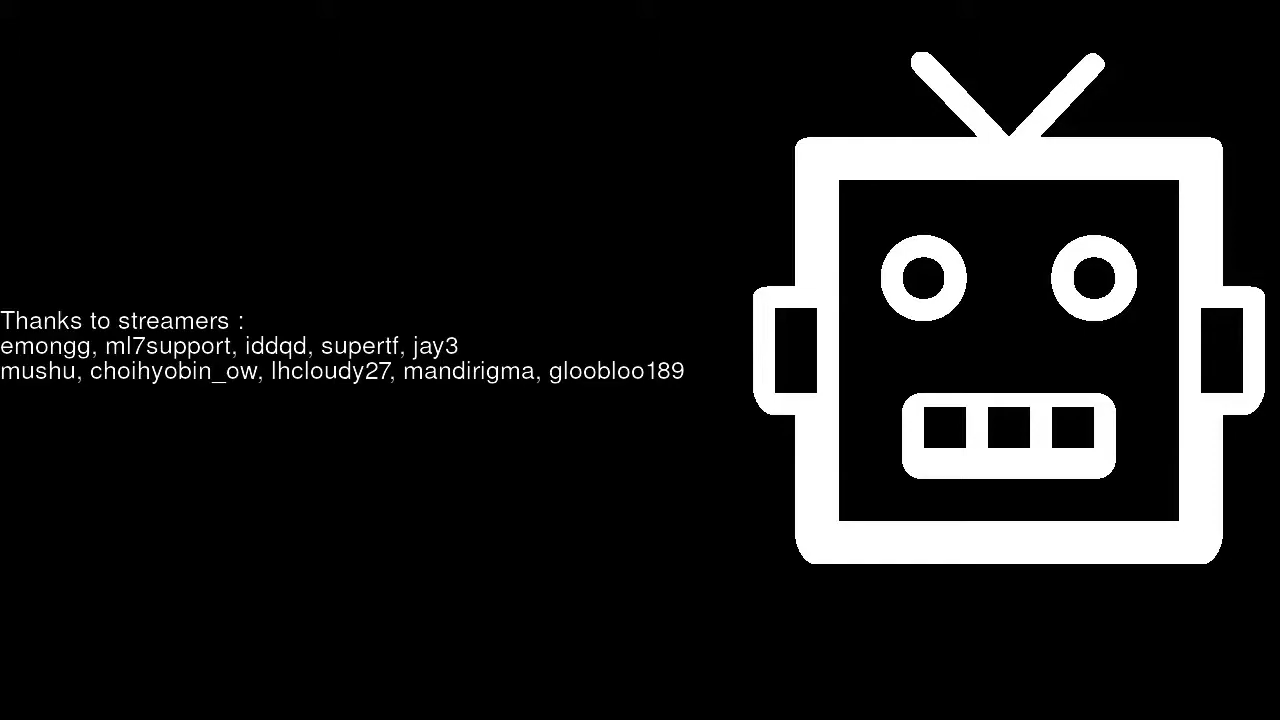 Thanks to streamers :
emongg, ml7support, iddqd, supertf, jay3
mushu, choihyobin_ow, lhcloudy27, mandirigma, gloobloo189